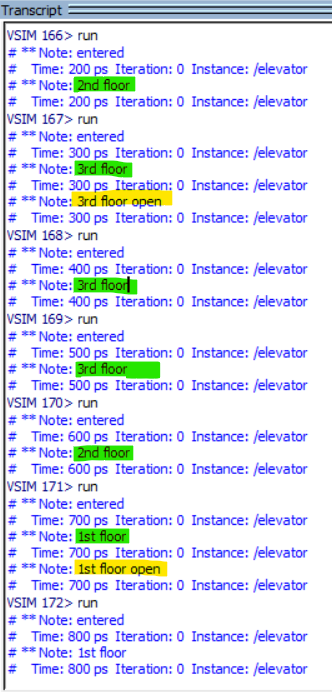 Transcript
VSIM 166> run
# ** Note: entered
# Time: 200 ps Iteration: 0 Instance: /elevator
# ** Note: 2nd floor
# Time: 200 ps Iteration: 0 Instance: /elevator
VSIM 167> run
# ** Note: entered
# Time: 300 ps Iteration: 0 Instance: /elevator
# ** Note: 3rd floor
# Time: 300 ps Iteration: 0 Instance: /elevator
# ** Note: 3rd floor open
# Time: 300 ps Iteration: 0 Instance: /elevator
VSIM 168> run
# ** Note: entered
# Time: 400 ps Iteration: 0 Instance: /elevator
# ** Note: 3rd floor
# Time: 400 ps Iteration: 0 Instance: /elevator
VSIM 169> run
# ** Note: entered
# Time: 500 ps Iteration: 0 Instance: /elevator
# ** Note: 3rd floor
# Time: 500 ps Iteration: 0 Instance: /elevator
VSIM 170> run
# ** Note: entered
# Time: 600 ps Iteration: 0 Instance: /elevator
# ** Note: 2nd floor
# Time: 600 ps Iteration: 0 Instance: /elevator
VSIM 171> run
# ** Note: entered
# Time: 700 ps Iteration: 0 Instance: /elevator
# ** Note: 1st floor
# Time: 700 ps Iteration: 0 Instance: /elevator
# ** Note: 1st floor open
# Time: 700 ps Iteration: 0 Instance: /elevator
VSIM 172> run
# ** Note: entered
# Time: 800 ps Iteration: 0 Instance: /elevator
# ** Note: 1st floor
# Time: 800 ps Iteration: 0 Instance: /elevator